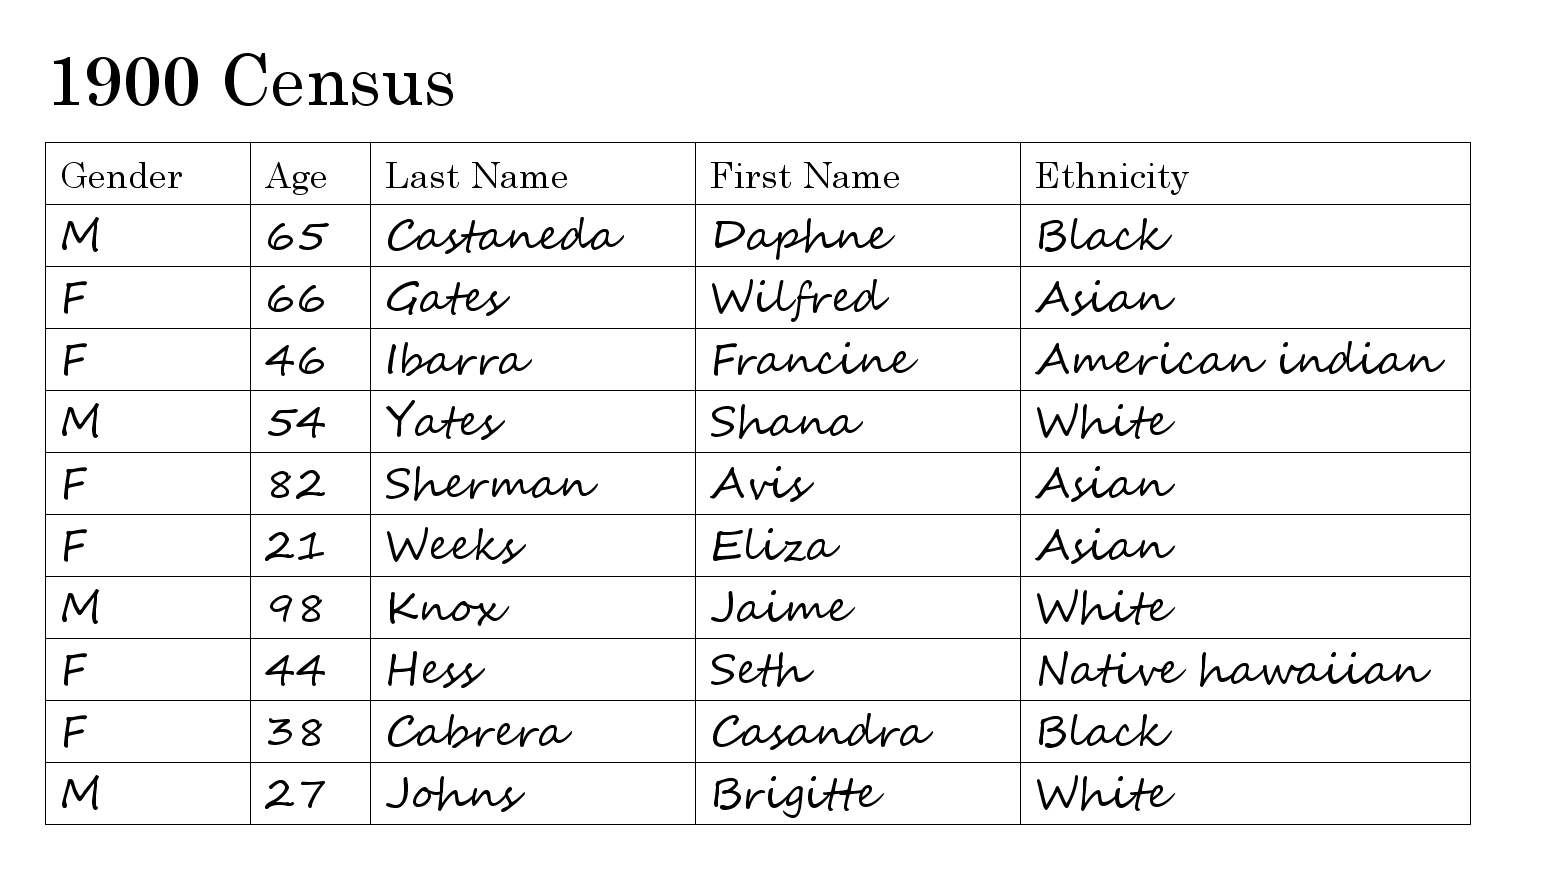 1900 Census
Gender Age Last Name First Name Ethnicity
M 65 Castaneda Daphne Black
F 66 Gates Wilfred Asian
F 46 Ibarra Francine American indian
M 54 Yates Shana White
F 82 Sherman Avis Asian
F 21 Weeks Eliza Asian
M 98 Knox Jaime White
F 44 Hess Seth Native hawaiian
F 38 Cabrera Casandra Black
M 27 Johns Brigitte White